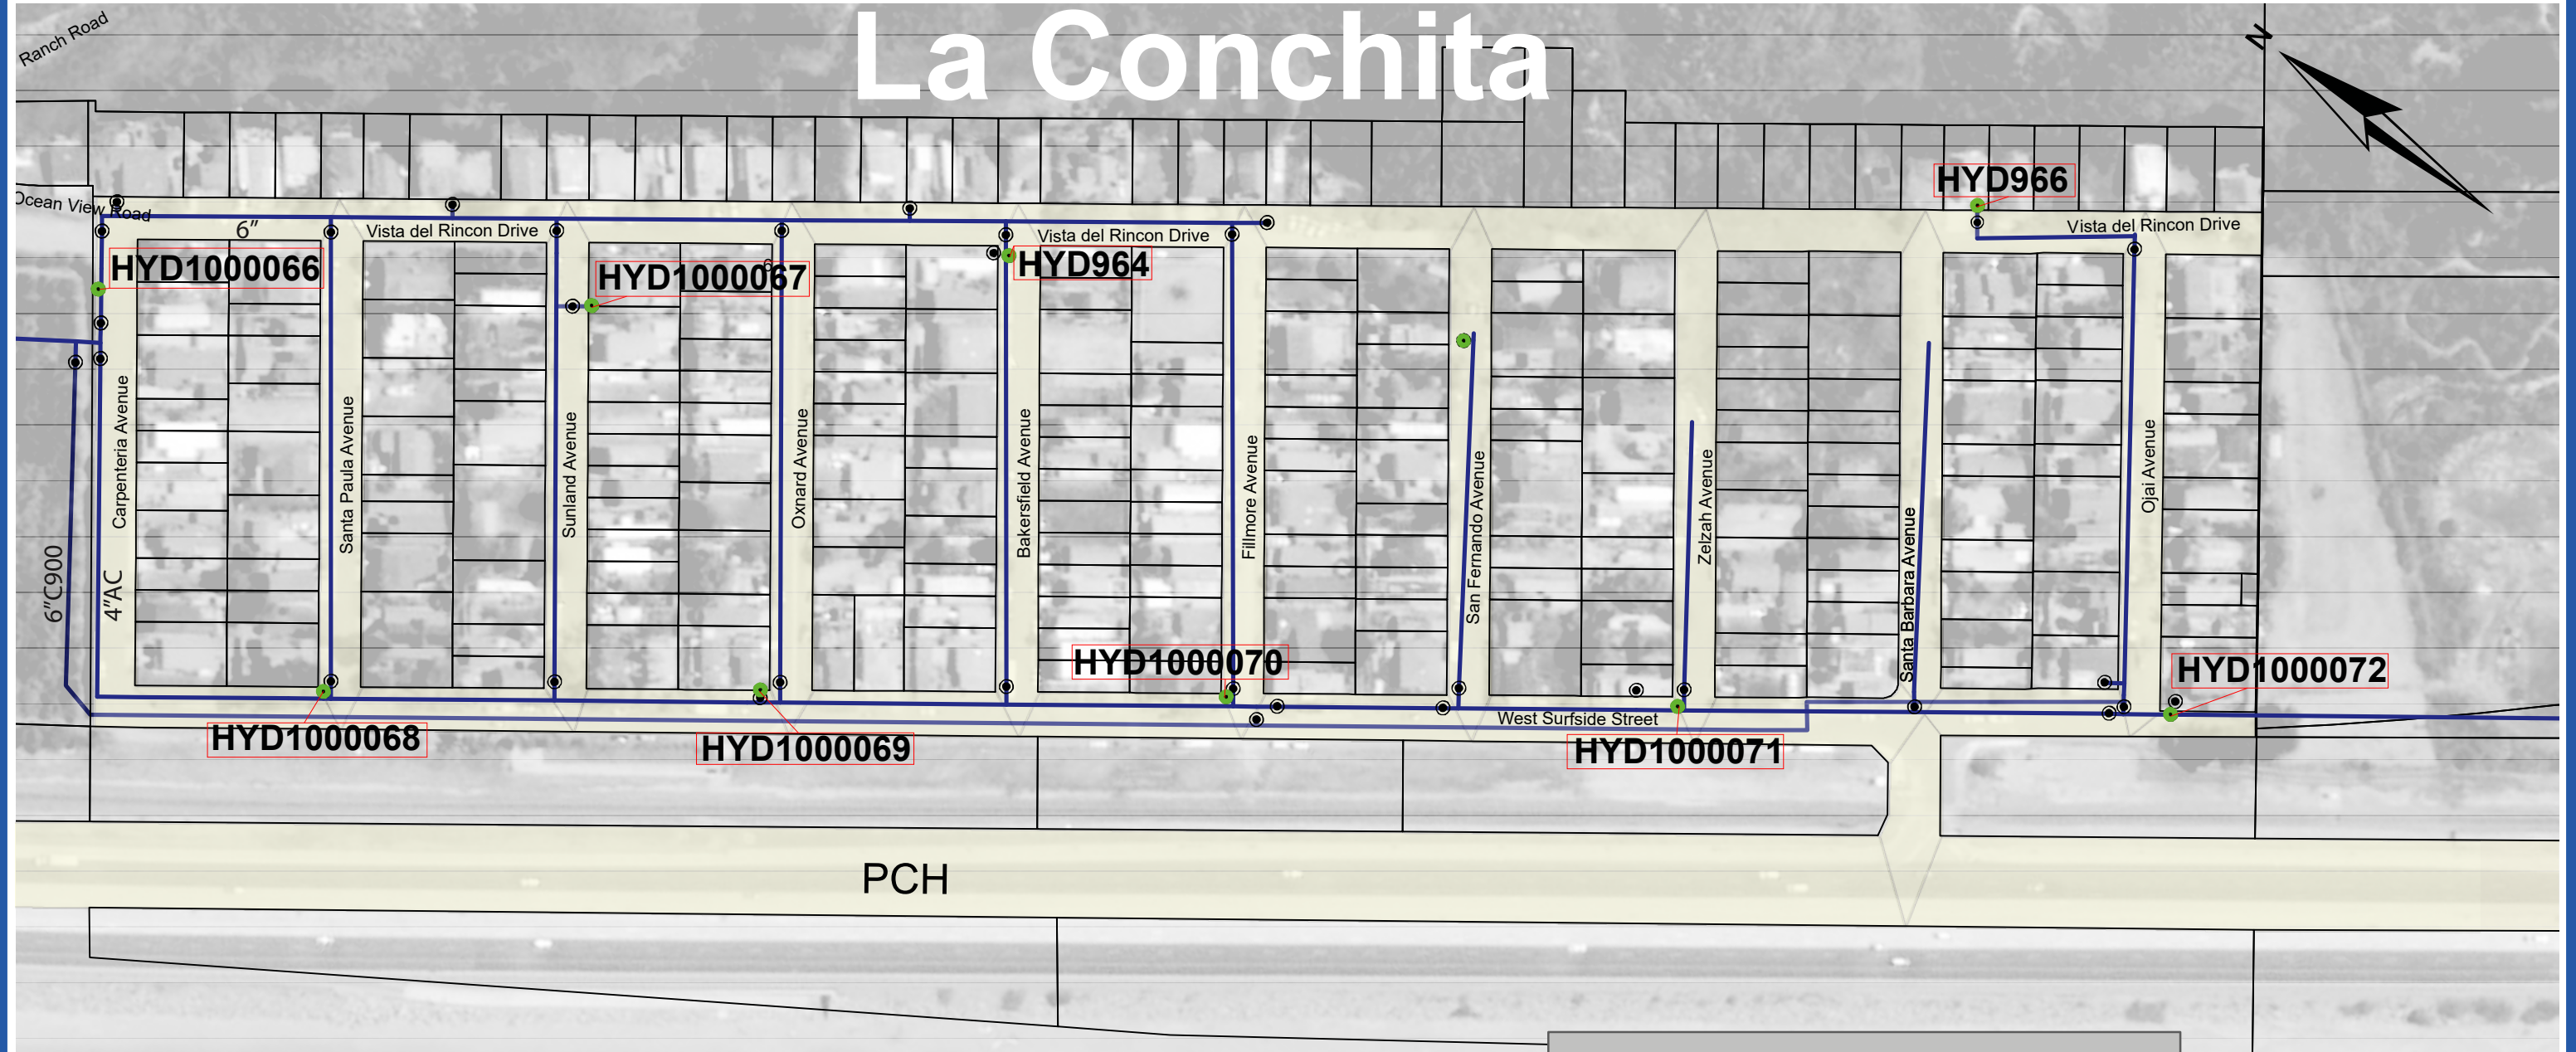 La Conchita
Ranch Road
N
HYD966
Ocean View Road
6”
Vista del Rincon Drive
Vista del Rincon Drive
Vista del Rincon Drive
HYD1000066
HYD1000067
6
HYD964
Carpenteria Avenue
Santa Paula Avenue
Sunland Avenue
Oxnard Avenue
Bakersfield Avenue
Fillmore Avenue
San Fernando Avenue
Zelzah Avenue
Santa Barbara Avenue
Ojai Avenue
6”C900
4”AC
HYD1000070
HYD1000072
West Surfside Street
HYD1000068
HYD1000069
HYD1000071
PCH